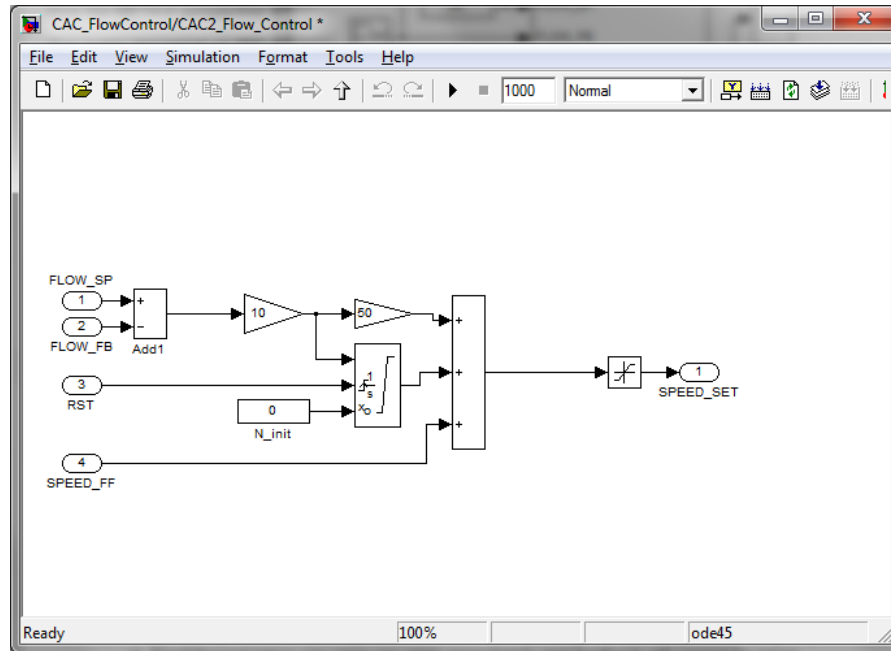 CAC_FlowControl/CAC2_Flow_Control *
File Edit View Simulation Format Tools Help
1000 Normal
FLOW_SP
1
+
2
−
FLOW_FB
Add1
10
50
+
3
RST
1
s
xo
+
0
N_init
4
SPEED_FF
+
1
SPEED_SET
Ready 100% ode45